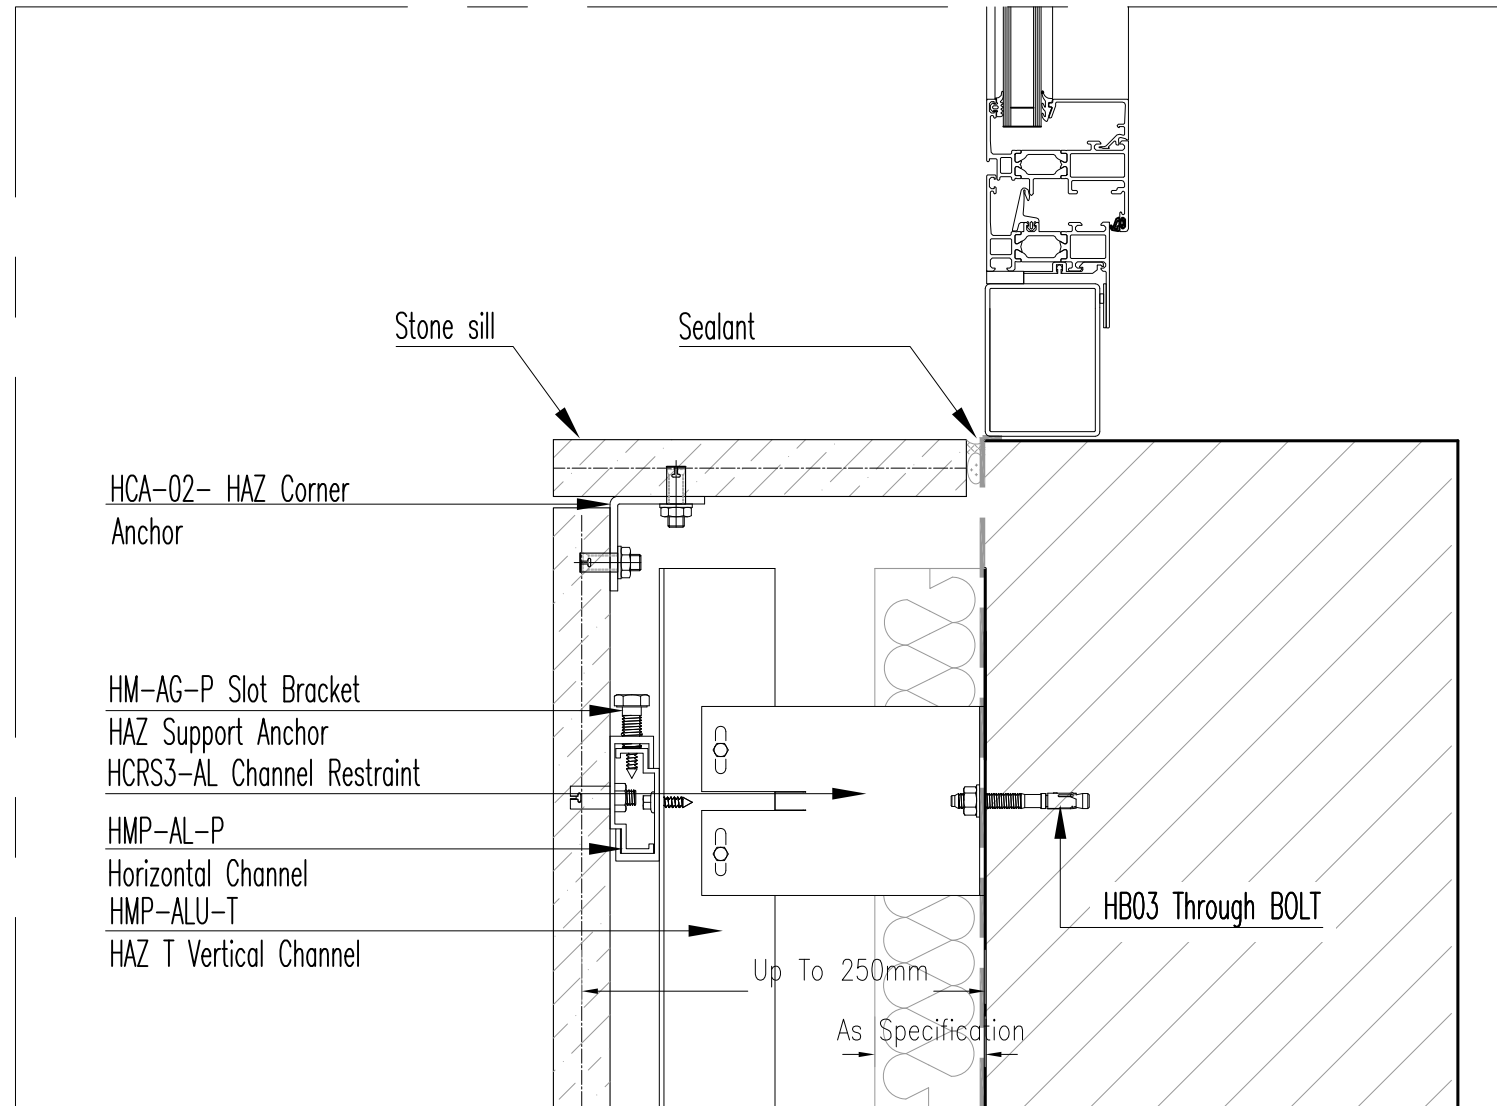 Stone sill
Sealant
HCA-02- HAZ Corner
Anchor
HM-AG-P Slot Bracket
HAZ Support Anchor
HCRS3-AL Channel Restraint
HMP-AL-P
Horizontal Channel
HMP-ALU-T
HAZ T Vertical Channel
HB03 Through BOLT
Up To 250mm
As Specification